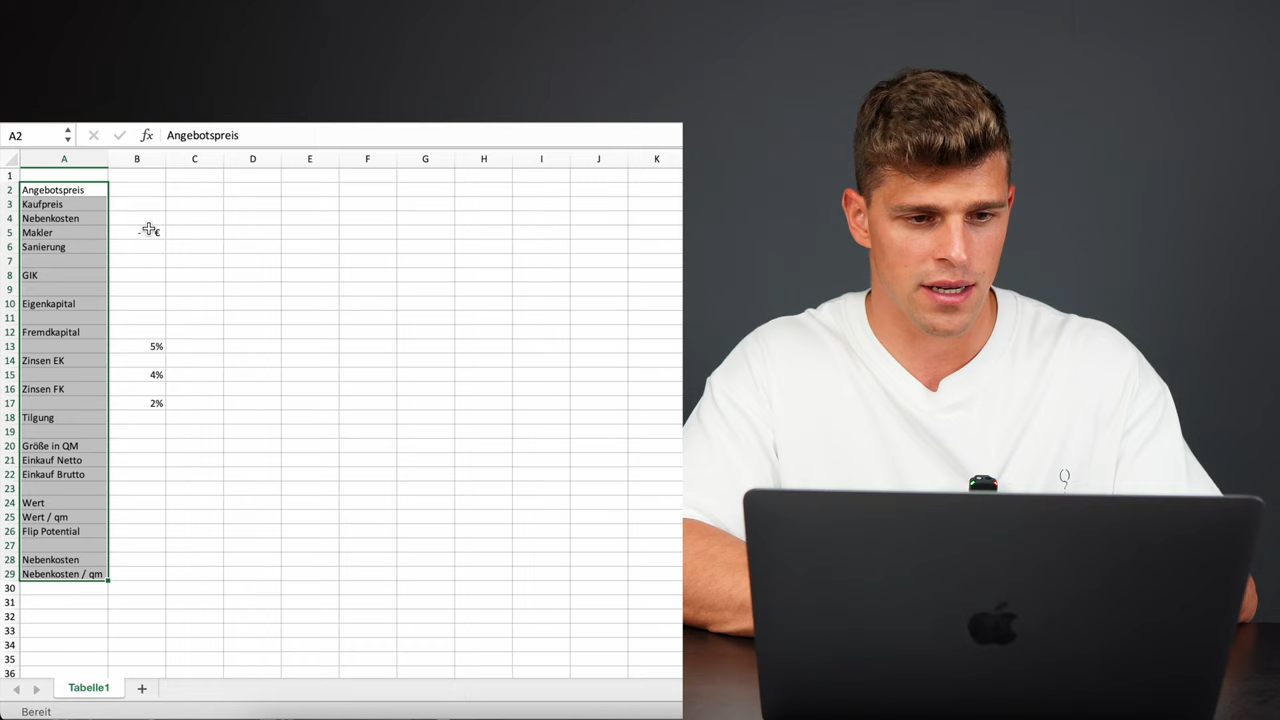 A2 fx Angebotspreis
A B C D E F G H I J K
1
2 Angebotspreis
3 Kaufpreis
4 Nebenkosten
5 Makler - €
6 Sanierung
7
8 GIK
9
10 Eigenkapital
11
12 Fremdkapital
13 5%
14 Zinsen EK
15 4%
16 Zinsen FK
17 2%
18 Tilgung
19
20 Größe in QM
21 Einkauf Netto
22 Einkauf Brutto
23
24 Wert
25 Wert / qm
26 Flip Potential
27
28 Nebenkosten
29 Nebenkosten / qm
30
31
32
33
34
35
36
Tabelle1
Bereit